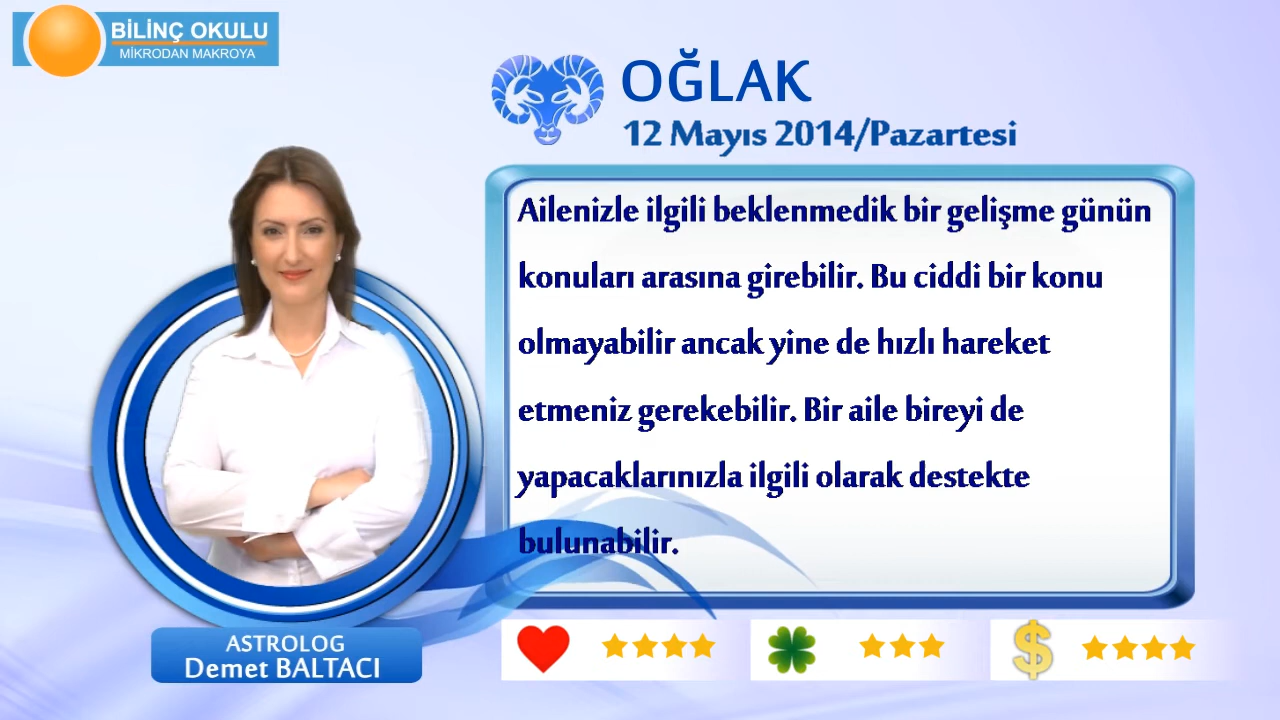 BİLİNÇ OKULU
MİKRODAN MAKROYA
OĞLAK
12 Mayıs 2014/Pazartesi
Ailenizle ilgili beklenmedik bir gelişme günün
konuları arasına girebilir. Bu ciddi bir konu
olmayabilir ancak yine de hızlı hareket
etmeniz gerekebilir. Bir aile bireyi de
yapacaklarınızla ilgili olarak destekte
bulunabilir.
ASTROLOG
Demet BALTACI
$